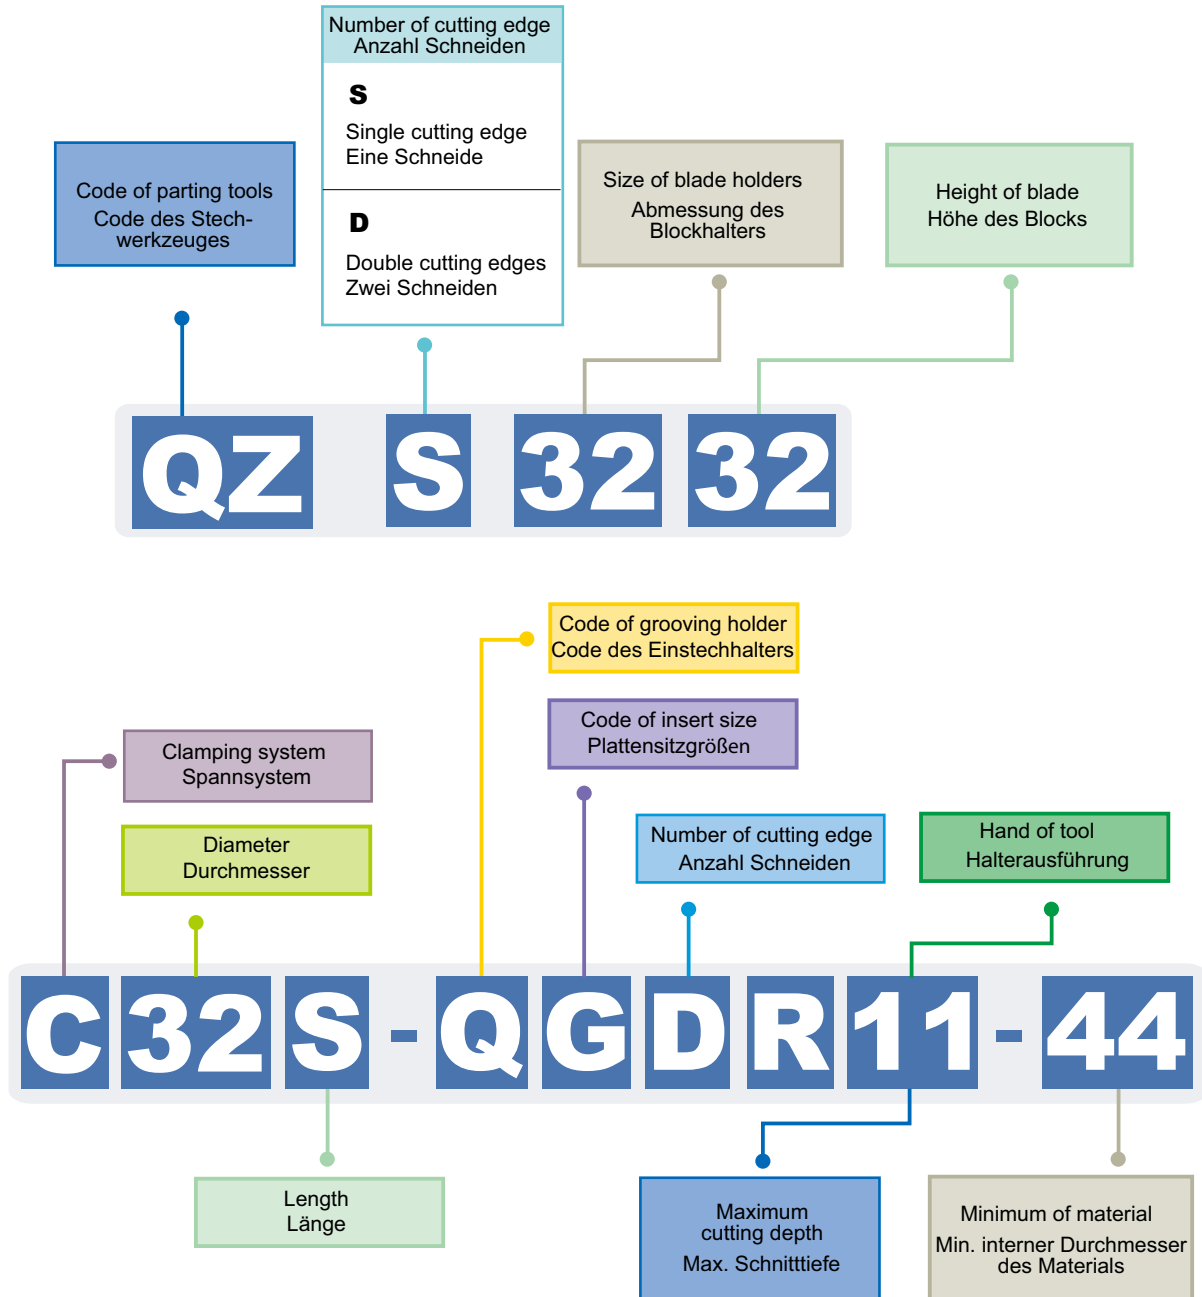 Number of cutting edge
Anzahl Schneiden
S
Single cutting edge
Eine Schneide
D
Double cutting edges
Zwei Schneiden
Code of parting tools
Code des Stech-
werkzeuges
Size of blade holders
Abmessung des
Blockhalters
Height of blade
Höhe des Blocks
QZ S 32 32
Code of grooving holder
Code des Einstechhalters
Code of insert size
Plattensitzgrößen
Clamping system
Spannsystem
Diameter
Durchmesser
Number of cutting edge
Anzahl Schneiden
Hand of tool
Halterausführung
C 32 S - Q G D R 11 - 44
Length
Länge
Maximum
cutting depth
Max. Schnitttiefe
Minimum of material
Min. interner Durchmesser
des Materials